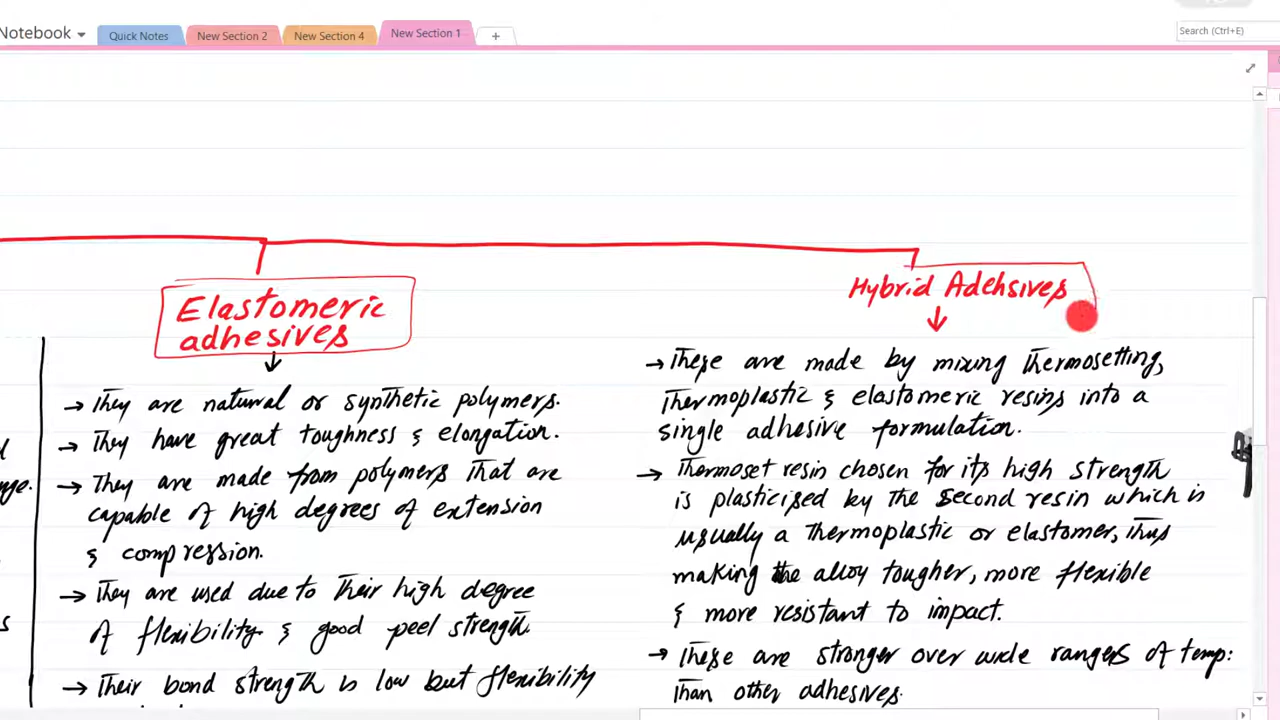 Notebook
Quick Notes
New Section 2
New Section 4
New Section 1
+
Search (Ctrl+E)
Elastomeric
adhesives
→ They are natural or synthetic polymers.
→ They have great toughness & elongation.
→ They are made from polymers that are
capable of high degrees of extension
& compression.
→ They are used due to their high degree
of flexibility & good peel strength.
→ Their bond strength is low but flexibility
Hybrid Adehsives
→ These are made by mixing Thermosetting,
Thermoplastic & elastomeric resins into a
single adhesive formulation.
→ Thermoset resin chosen for its high strength
is plasticised by the second resin which is
usually a thermoplastic or elastomer, thus
making the alloy tougher, more flexible
& more resistant to impact.
→ These are stronger over wide rangers of temp:
Than other adhesives.